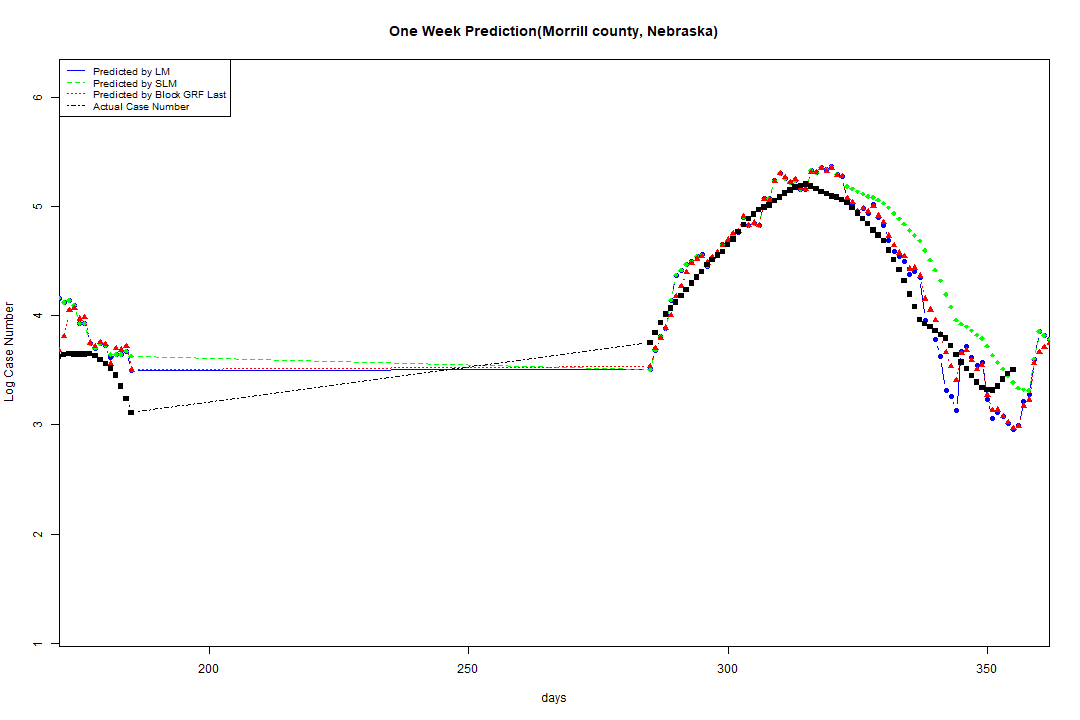 One Week Prediction(Morrill county, Nebraska)
Predicted by LM
Predicted by SLM
Predicted by Block GRF Last
Actual Case Number
Log Case Number
6
5
4
3
2
1
200
250
300
350
days